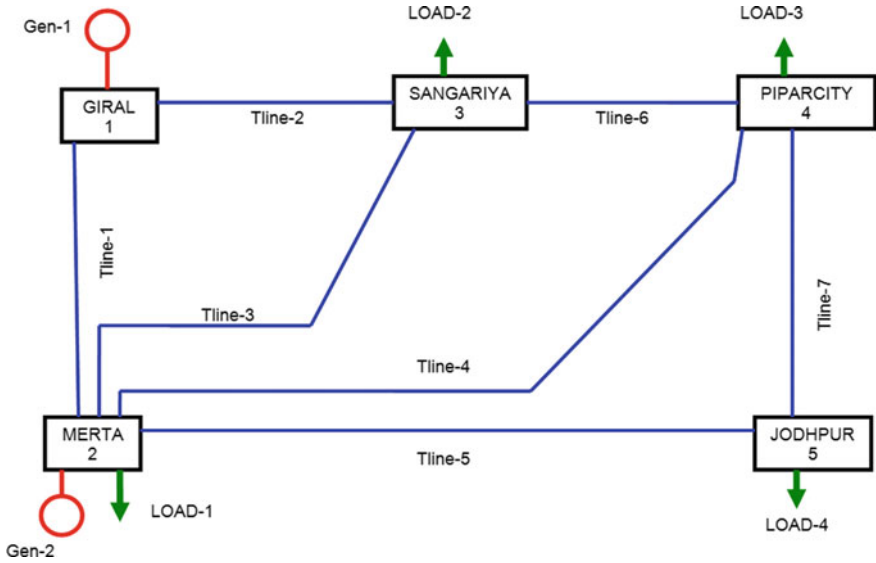 Gen-1
LOAD-2
LOAD-3
GIRAL
1
SANGARIYA
3
PIPARCITY
4
Tline-2
Tline-6
Tline-1
Tline-3
Tline-7
Tline-4
MERTA
2
JODHPUR
5
Tline-5
LOAD-1
LOAD-4
Gen-2